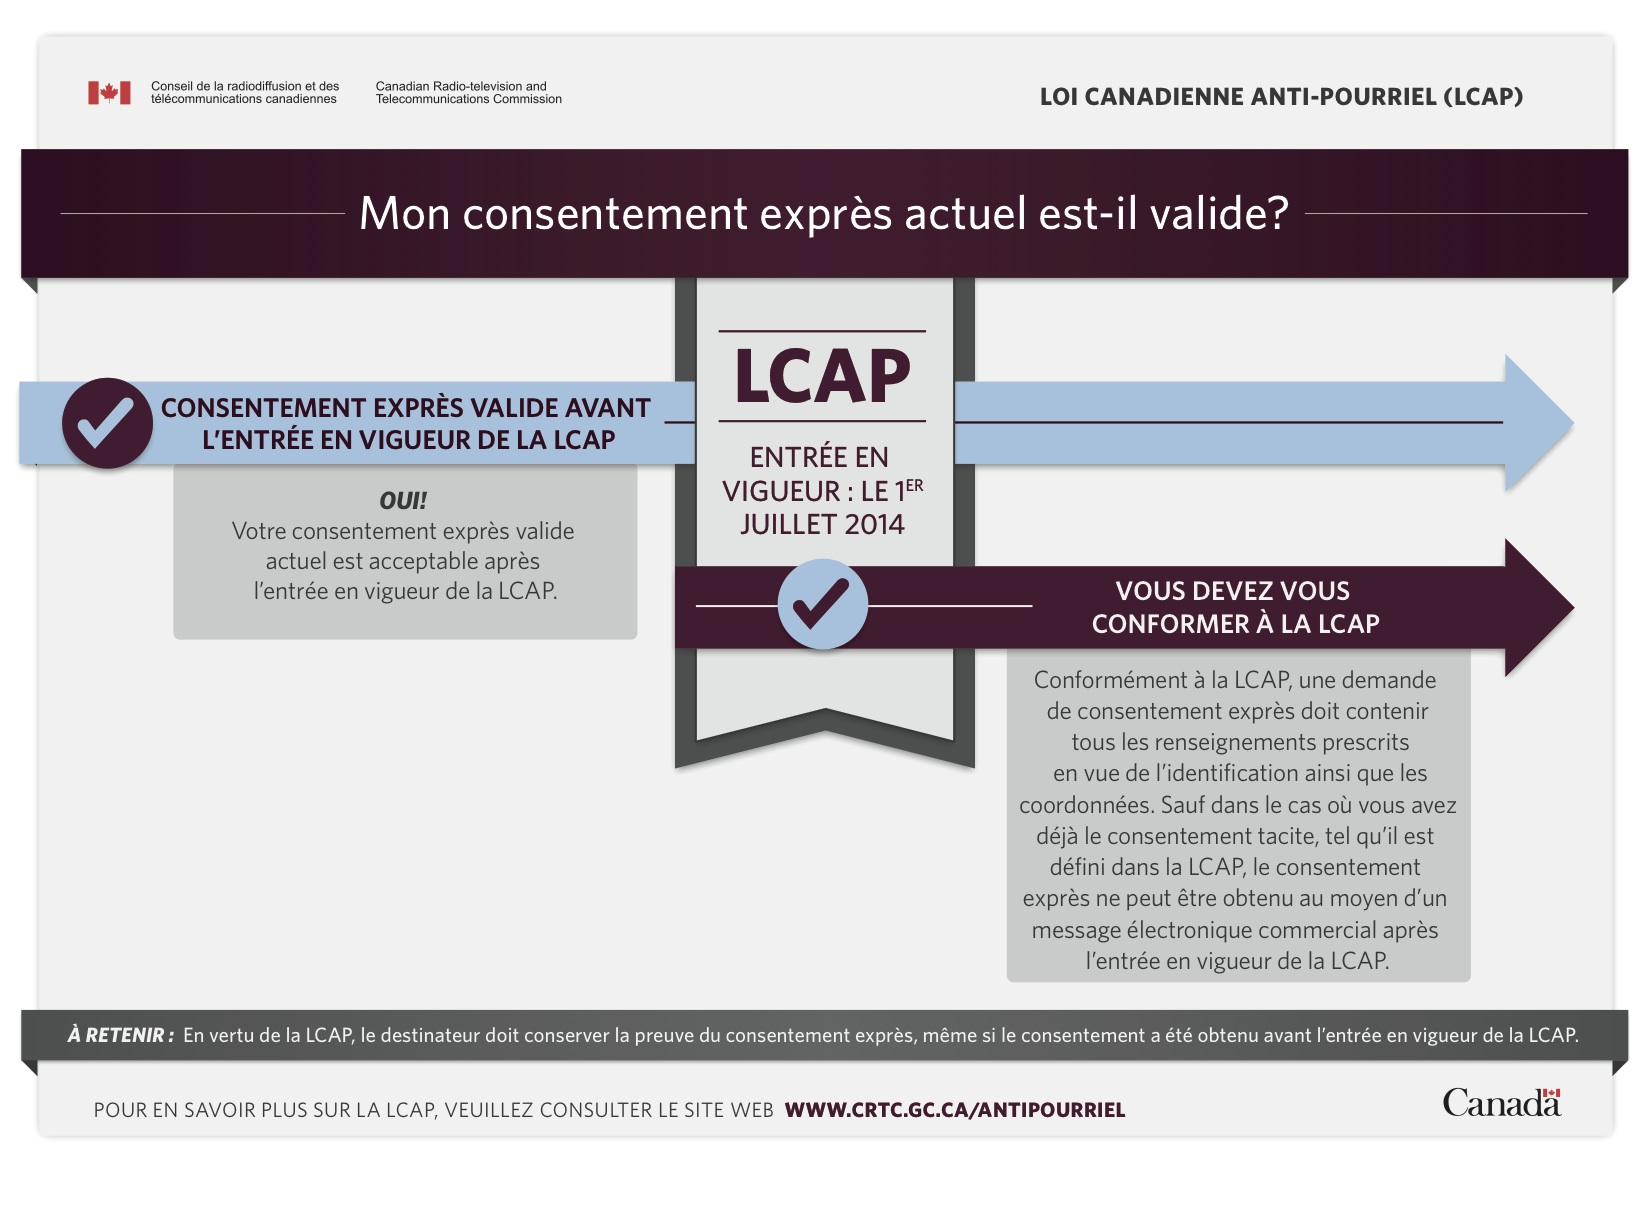 Conseil de la radiodiffusion et des
télécommunications canadiennes
Canadian Radio-television and
Telecommunications Commission
LOI CANADIENNE ANTI-POURRIEL (LCAP)
Mon consentement exprès actuel est-il valide?
CONSENTEMENT EXPRÈS VALIDE AVANT
L'ENTRÉE EN VIGUEUR DE LA LCAP
OUI!
Votre consentement exprès valide
actuel est acceptable après
l'entrée en vigueur de la LCAP.
LCAP
ENTRÉE EN
VIGUEUR : LE 1ER
JUILLET 2014
VOUS DEVEZ VOUS
CONFORMER À LA LCAP
Conformément à la LCAP, une demande
de consentement exprès doit contenir
tous les renseignements prescrits
en vue de l'identification ainsi que les
coordonnées. Sauf dans le cas où vous avez
déjà le consentement tacite, tel qu'il est
défini dans la LCAP, le consentement
exprès ne peut être obtenu au moyen d'un
message électronique commercial après
l'entrée en vigueur de la LCAP.
À RETENIR : En vertu de la LCAP, le destinateur doit conserver la preuve du consentement exprès, même si le consentement a été obtenu avant l'entrée en vigueur de la LCAP.
POUR EN SAVOIR PLUS SUR LA LCAP, VEUILLEZ CONSULTER LE SITE WEB WWW.CRTC.GC.CA/ANTIPOURRIEL
Canada